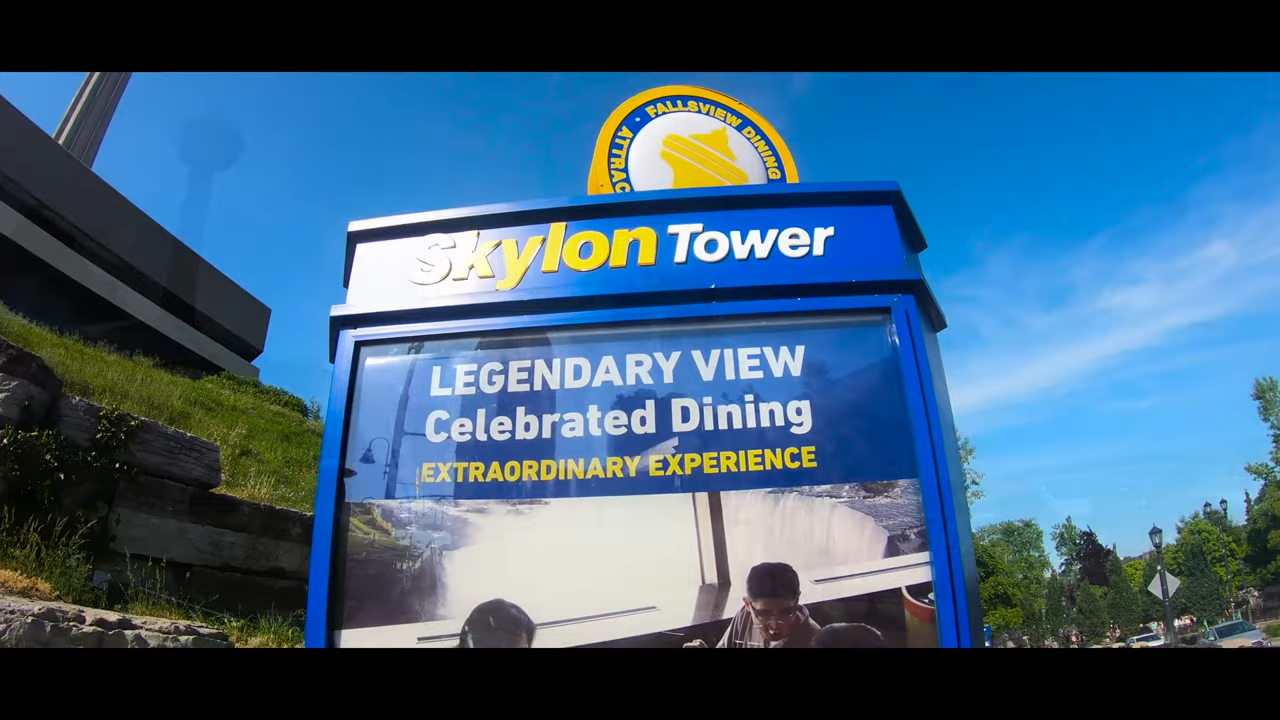 FALLSVIEW DINING
Skylon Tower
LEGENDARY VIEW
Celebrated Dining
EXTRAORDINARY EXPERIENCE